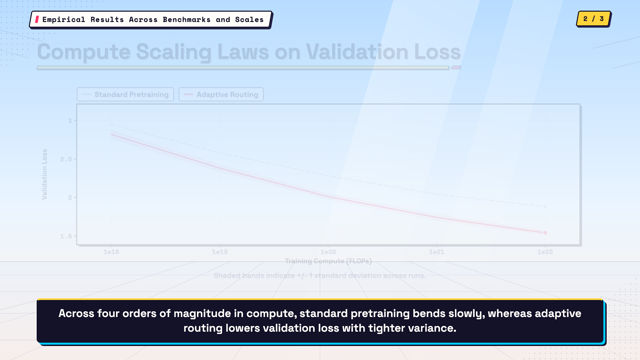 Empirical Results Across Benchmarks and Scales
2 / 3
Compute Scaling Laws on Validation Loss
Standard Pretraining
Adaptive Routing
Validation Loss
3
2.5
2
1.5
1e18
1e19
1e20
1e21
1e22
Training Compute (FLOPs)
Shaded bands indicate +/- 1 standard deviation across runs.
Across four orders of magnitude in compute, standard pretraining bends slowly, whereas adaptive
routing lowers validation loss with tighter variance.